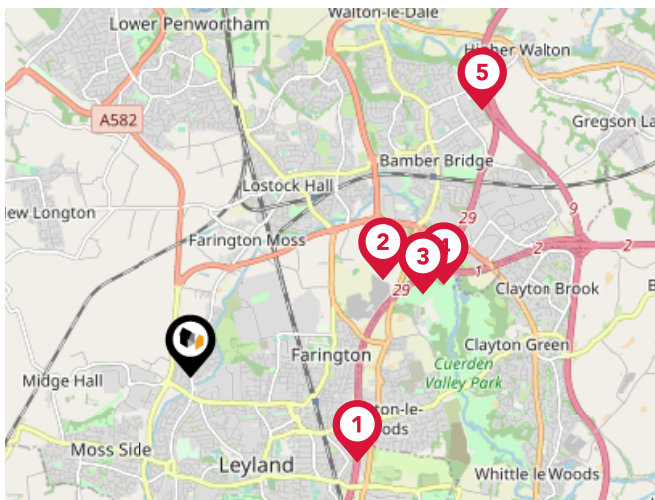 Lower Penwortham
Walton-le-Dale
Higher Walton
5
A582
Gregson La
Bamber Bridge
Lostock Hall
ew Longton
29
9
Farington Moss
2
3
4
1
2
2
29
Clayton Brook
Farington
Clayton Green
Cuerden
Valley Park
Midge Hall
1
ton-le-
ods
Moss Side
Leyland
Whittle le Woods